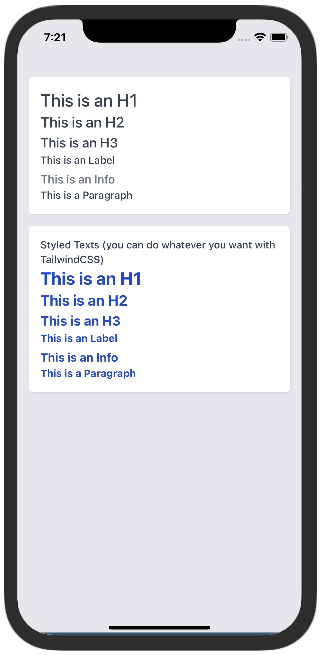 7:21
This is an H1
This is an H2
This is an H3
This is an Label
This is an Info
This is a Paragraph
Styled Texts (you can do whatever you want with
TailwindCSS)
This is an H1
This is an H2
This is an H3
This is an Label
This is an Info
This is a Paragraph